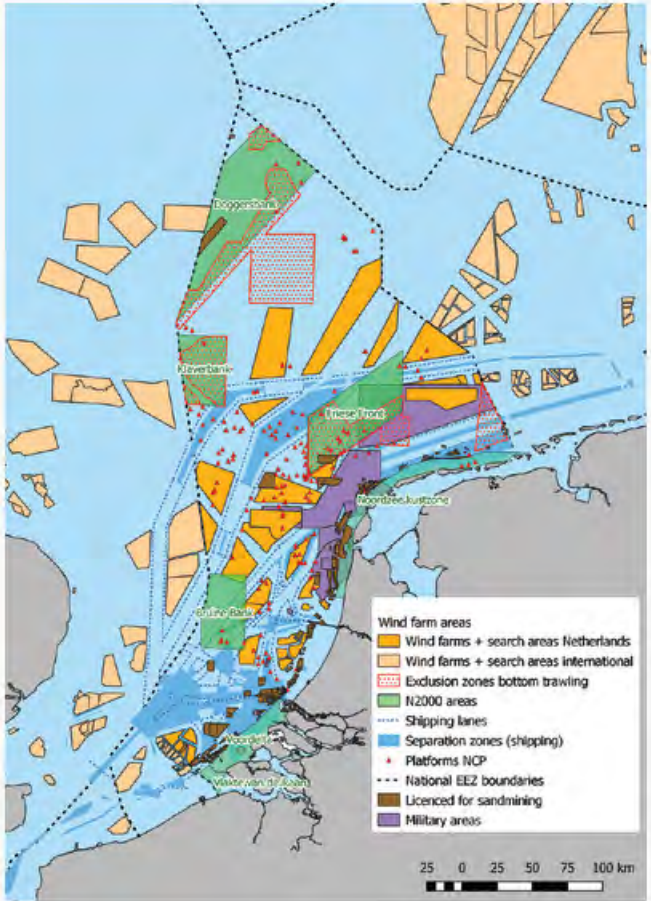 Doggersbank
Klaverbank
Friese Front
Noordzee kustzone
Bruine Bank
Voordelta
Vlakte van de Raan
Wind farm areas
Wind farms + search areas Netherlands
Wind farms + search areas international
Exclusion zones bottom trawling
N2000 areas
Shipping lanes
Separation zones (shipping)
Platforms NCP
National EEZ boundaries
Licenced for sandmining
Military areas
25 0 25 50 75 100 km